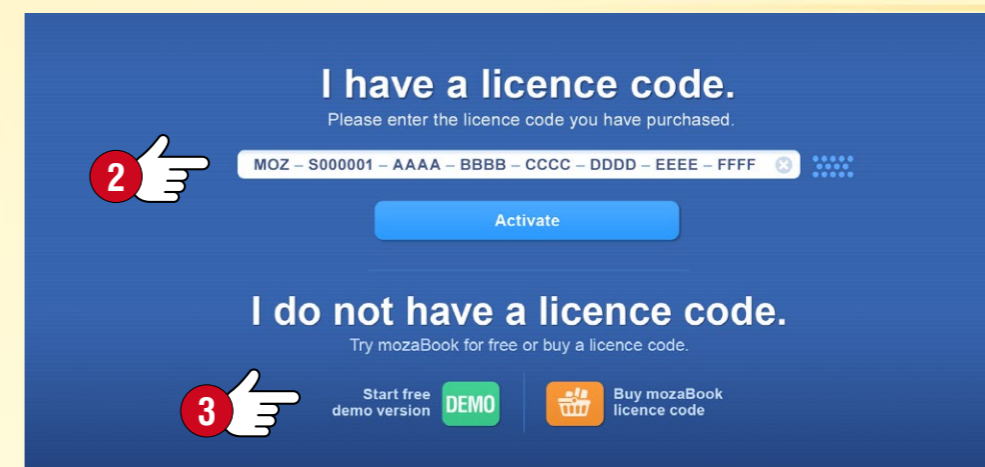 I have a licence code.
Please enter the licence code you have purchased.
2
MOZ – S000001 – AAAA – BBBB – CCCC – DDDD – EEEE – FFFF
Activate
I do not have a licence code.
Try mozaBook for free or buy a licence code.
3
Start free
demo version
DEMO
Buy mozaBook
licence code